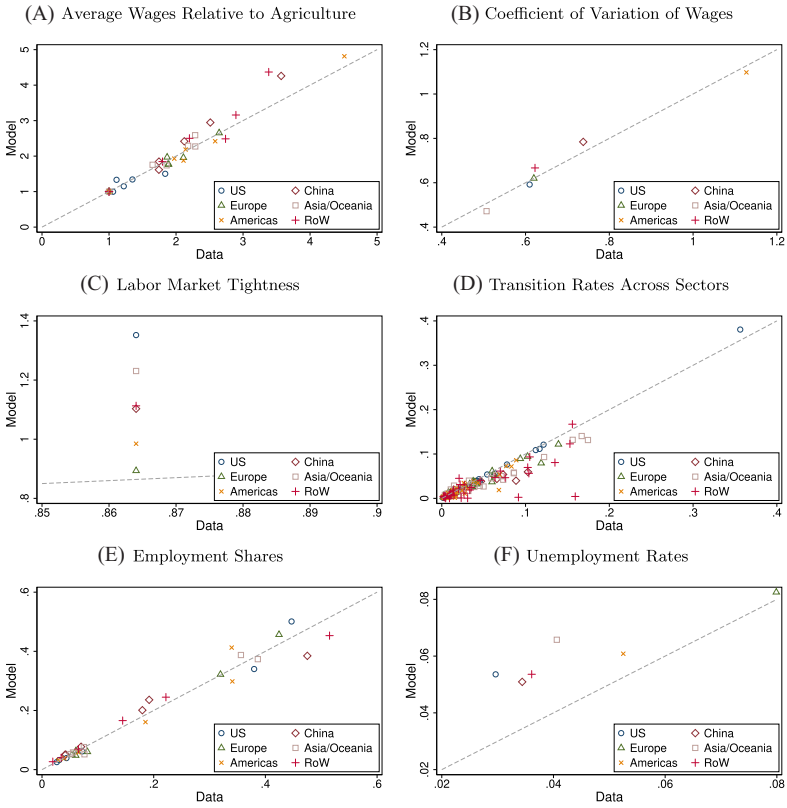 (A) Average Wages Relative to Agriculture
5
4
3
2
1
0
Model
0 1 2 3 4 5
Data
US China
Europe Asia/Oceania
Americas RoW
(B) Coefficient of Variation of Wages
1.2
1
.8
.6
.4
Model
.4 .6 .8 1 1.2
Data
US China
Europe Asia/Oceania
Americas RoW
(C) Labor Market Tightness
1.4
1.2
1
.8
Model
.85 .86 .87 .88 .89 .9
Data
US China
Europe Asia/Oceania
Americas RoW
(D) Transition Rates Across Sectors
.4
.3
.2
.1
0
Model
0 .1 .2 .3 .4
Data
US China
Europe Asia/Oceania
Americas RoW
(E) Employment Shares
.6
.4
.2
0
Model
0 .2 .4 .6
Data
US China
Europe Asia/Oceania
Americas RoW
(F) Unemployment Rates
.08
.06
.04
.02
Model
.02 .04 .06 .08
Data
US China
Europe Asia/Oceania
Americas RoW